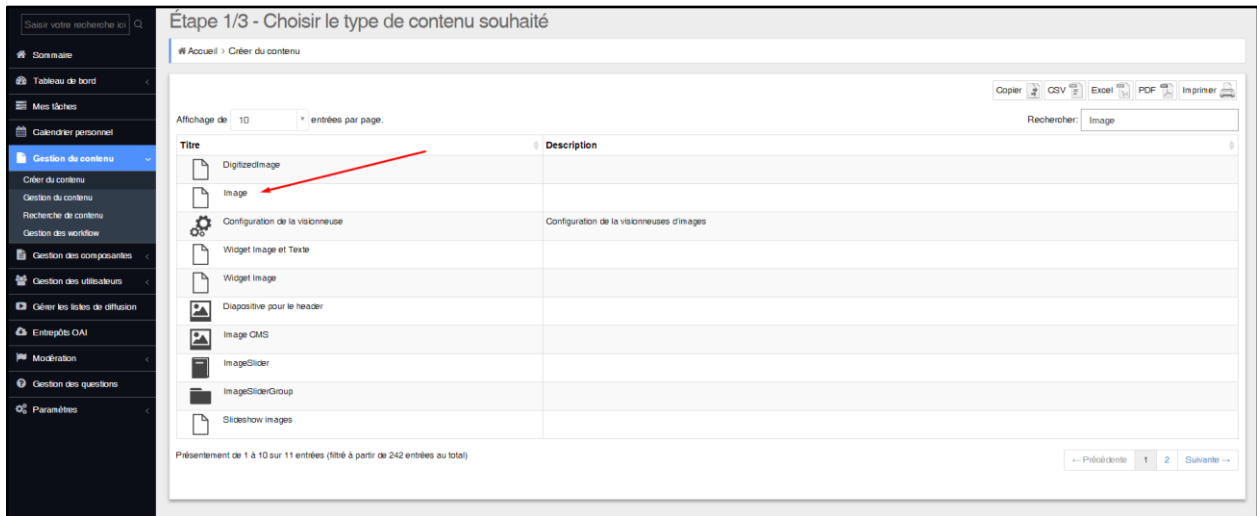 Saisir votre recherche ici
Sommaire
Tableau de bord
Mes tâches
Calendrier personnel
Gestion du contenu
Créer du contenu
Gestion du contenu
Recherche de contenu
Gestion des workflow
Gestion des composantes
Gestion des utilisateurs
Gérer les listes de diffusion
Entrepôts OAI
Modération
Gestion des questions
Paramètres
Étape 1/3 - Choisir le type de contenu souhaité
Accueil > Créer du contenu
Copier CSV Excel PDF Imprimer
Affichage de 10 entrées par page. Rechercher: Image
Titre Description
DigitizedImage
Image
Configuration de la visionneuse Configuration de la visionneuses d'images
Widget Image et Texte
Widget Image
Diapositive pour le header
Image CMS
ImageSlider
ImageSliderGroup
Slideshow images
Présentement de 1 à 10 sur 11 entrées (filtré à partir de 242 entrées au total)
← Précédente 1 2 Suivante →